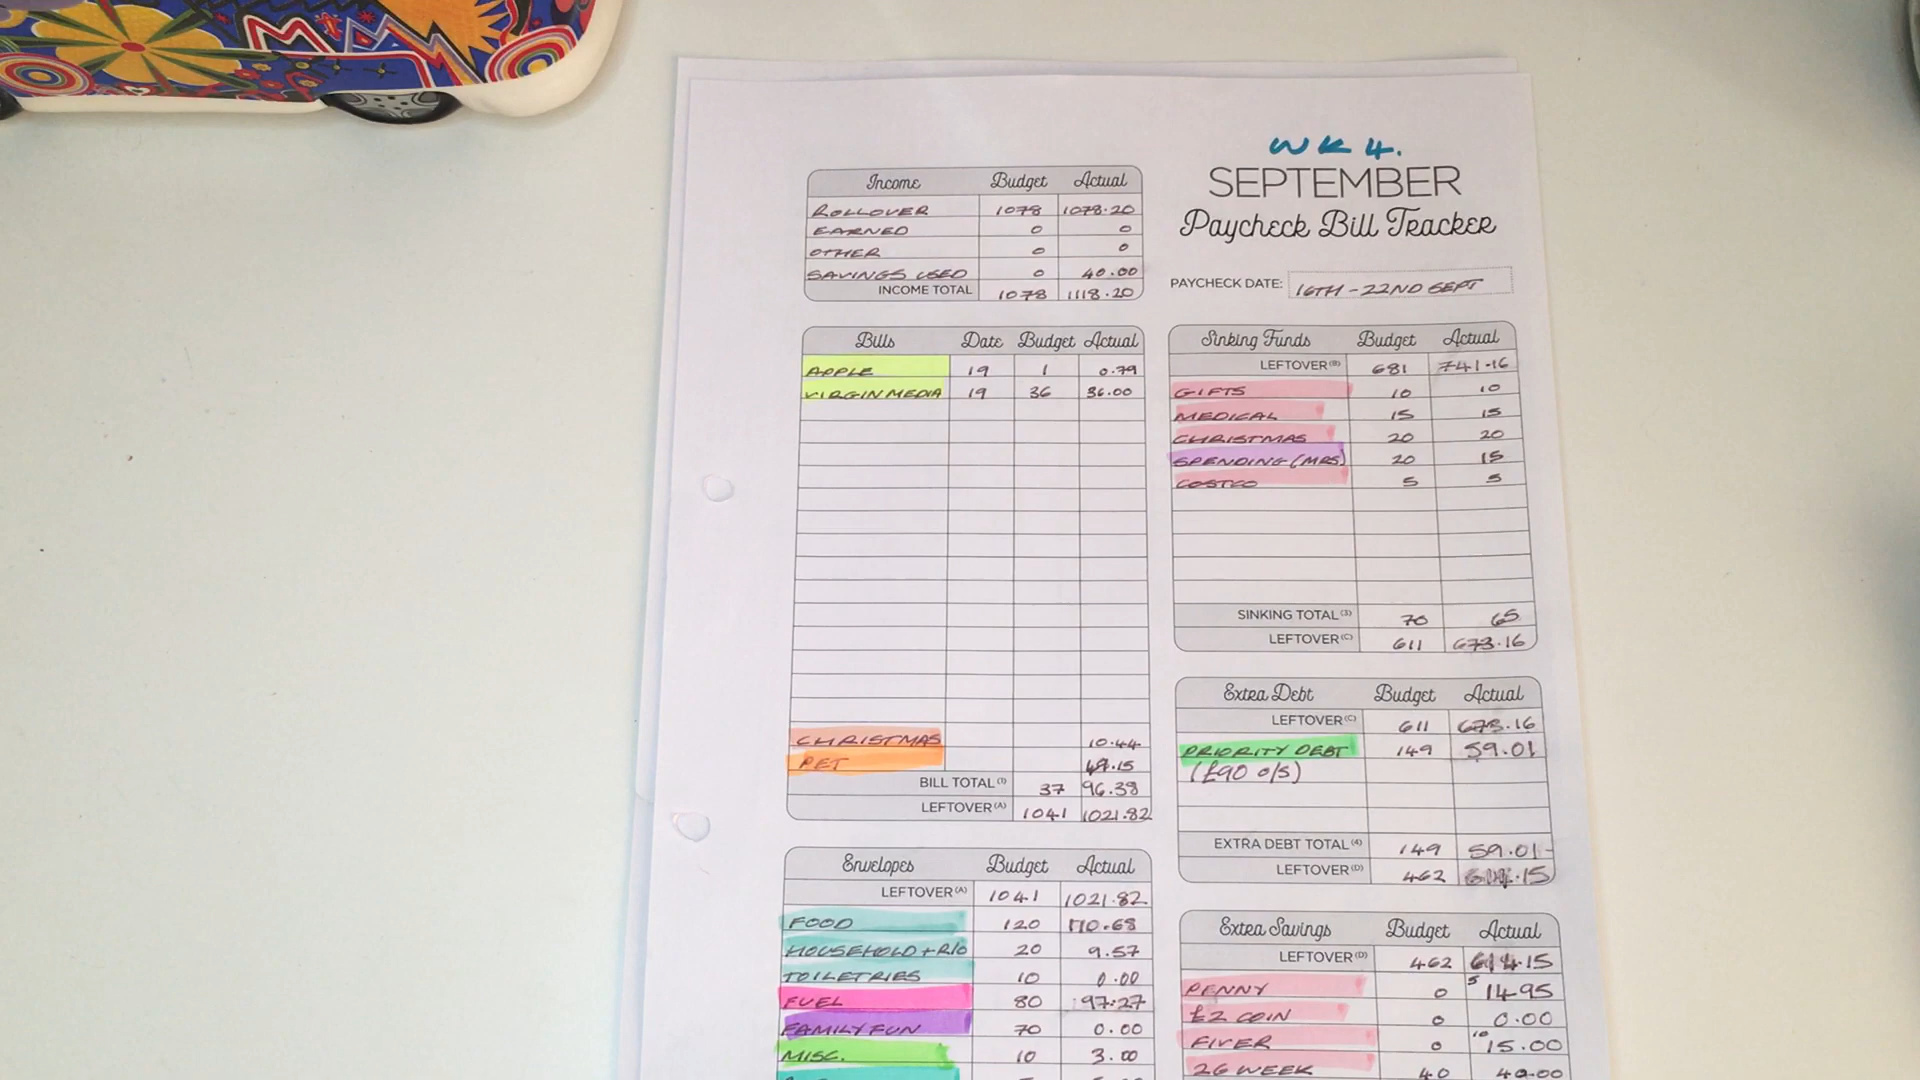 WK 4.
SEPTEMBER
Paycheck Bill Tracker
PAYCHECK DATE: 16TH - 22ND SEPT
Income Budget Actual
ROLLOVER 1078 1078.20
EARNED 0 0
OTHER 0 0
SAVINGS USED 0 40.00
INCOME TOTAL 1078 1118.20
Bills Date Budget Actual
APPLE 19 1 0.79
VIRGIN MEDIA 19 36 36.00
CHRISTMAS 10.44
PET 49.15
BILL TOTAL (1) 37 96.38
LEFTOVER (A) 1041 1021.82
Envelopes Budget Actual
LEFTOVER (A) 1041 1021.82
FOOD 120 110.68
HOUSEHOLD + R/O 20 9.57
TOILETRIES 10 0.00
FUEL 80 97.27
FAMILY FUN 70 0.00
MISC. 10 3.00
Sinking Funds Budget Actual
LEFTOVER (B) 681 741.16
GIFTS 10 10
MEDICAL 15 15
CHRISTMAS 20 20
SPENDING (MRS) 20 15
COSTCO 5 5
SINKING TOTAL (3) 70 65
LEFTOVER (C) 611 673.16
Extra Debt Budget Actual
LEFTOVER (C) 611 673.16
PRIORITY DEBT 149 59.01
(£90 O/S)
EXTRA DEBT TOTAL (4) 149 59.01
LEFTOVER (D) 462
Extra Savings Budget Actual
LEFTOVER (D) 462 614.15
PENNY 0 5 14.95
£2 COIN 0 0.00
FIVER 0 10 15.00
26 WEEK 40 40.00